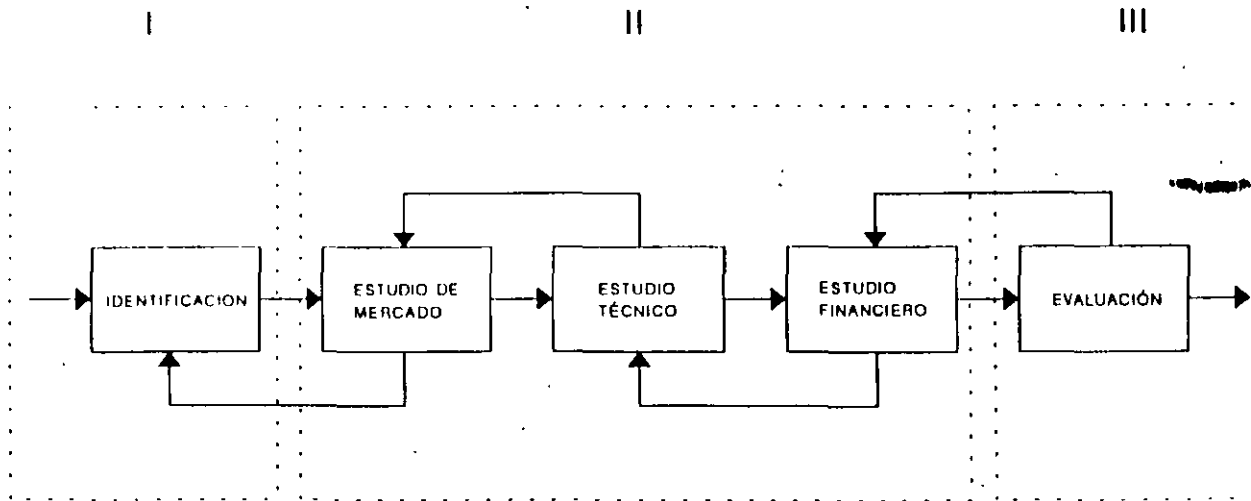 I
II
III
IDENTIFICACION
ESTUDIO DE
MERCADO
ESTUDIO
TÉCNICO
ESTUDIO
FINANCIERO
EVALUACIÓN